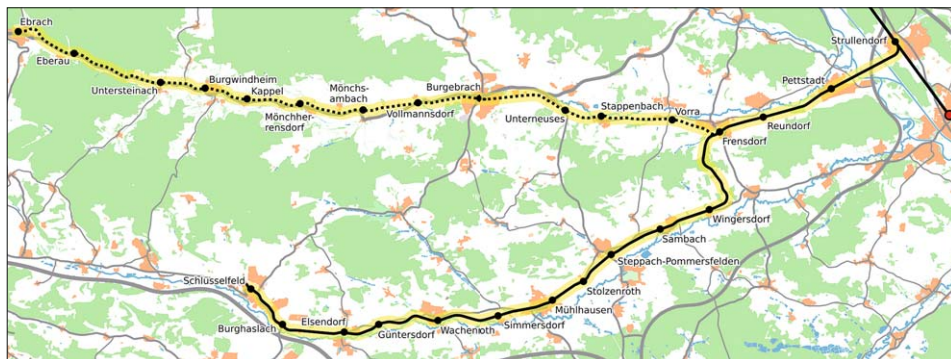 Ebrach
Eberau
Untersteinach
Burgwindheim
Kappel
Mönchher-
rensdorf
Mönchs-
ambach
Vollmannsdorf
Burgebrach
Unterneuses
Stappenbach
Vorra
Frensdorf
Reundorf
Pettstadt
Strullendorf
Wingersdorf
Sambach
Steppach-Pommersfelden
Stolzenroth
Mühlhausen
Simmersdorf
Wachenroth
Güntersdorf
Elsendorf
Burghaslach
Schlüsselfeld